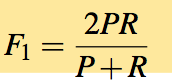 F₁ = 2PR / P + R